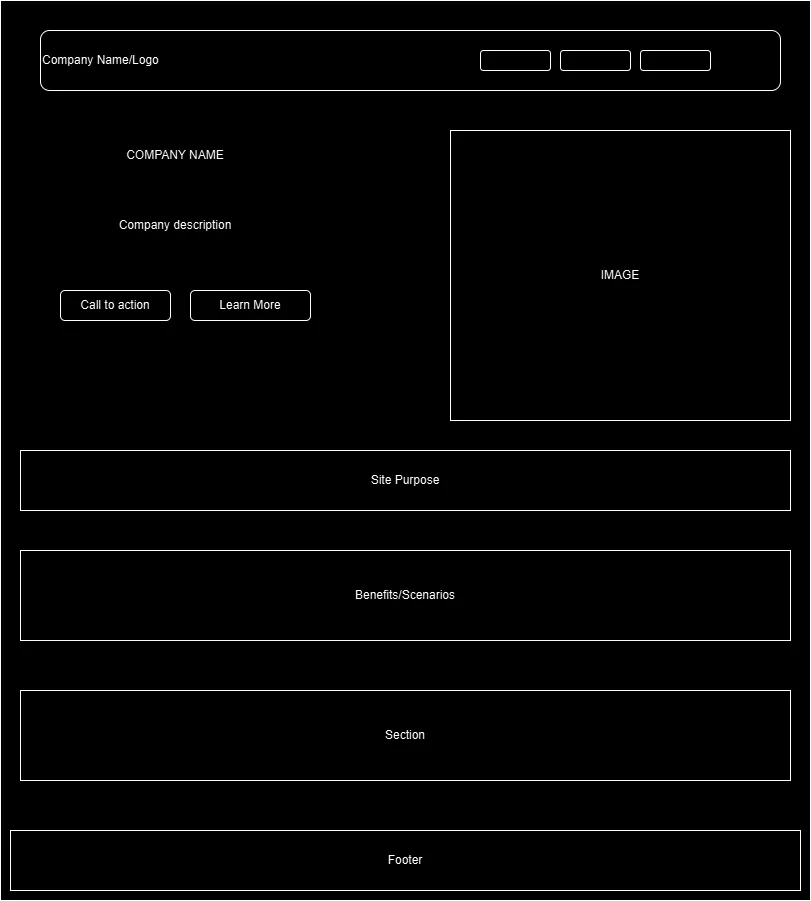 Company Name/Logo
COMPANY NAME
Company description
Call to action
Learn More
IMAGE
Site Purpose
Benefits/Scenarios
Section
Footer